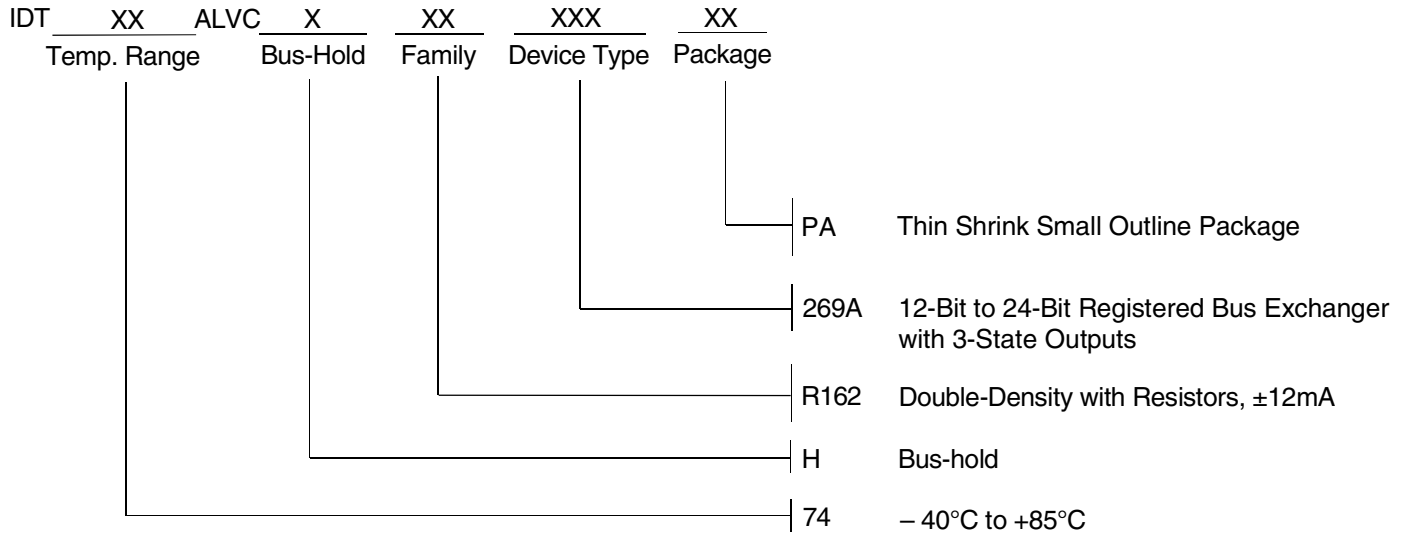 IDT XX ALVC X XX XXX XX
Temp. Range Bus-Hold Family Device Type Package
PA Thin Shrink Small Outline Package
269A 12-Bit to 24-Bit Registered Bus Exchanger
with 3-State Outputs
R162 Double-Density with Resistors, ±12mA
H Bus-hold
74 – 40°C to +85°C